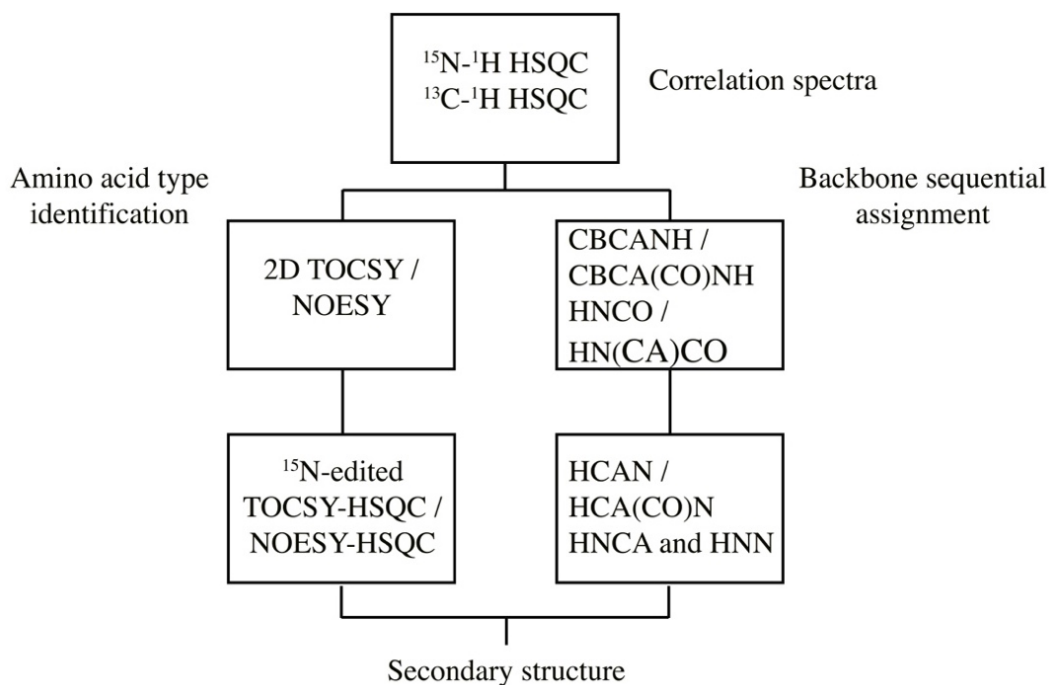 ¹⁵N-¹H HSQC
¹³C-¹H HSQC
Correlation spectra
Amino acid type
identification
Backbone sequential
assignment
2D TOCSY /
NOESY
CBCANH /
CBCA(CO)NH
HNCO /
HN(CA)CO
¹⁵N-edited
TOCSY-HSQC /
NOESY-HSQC
HCAN /
HCA(CO)N
HNCA and HNN
Secondary structure